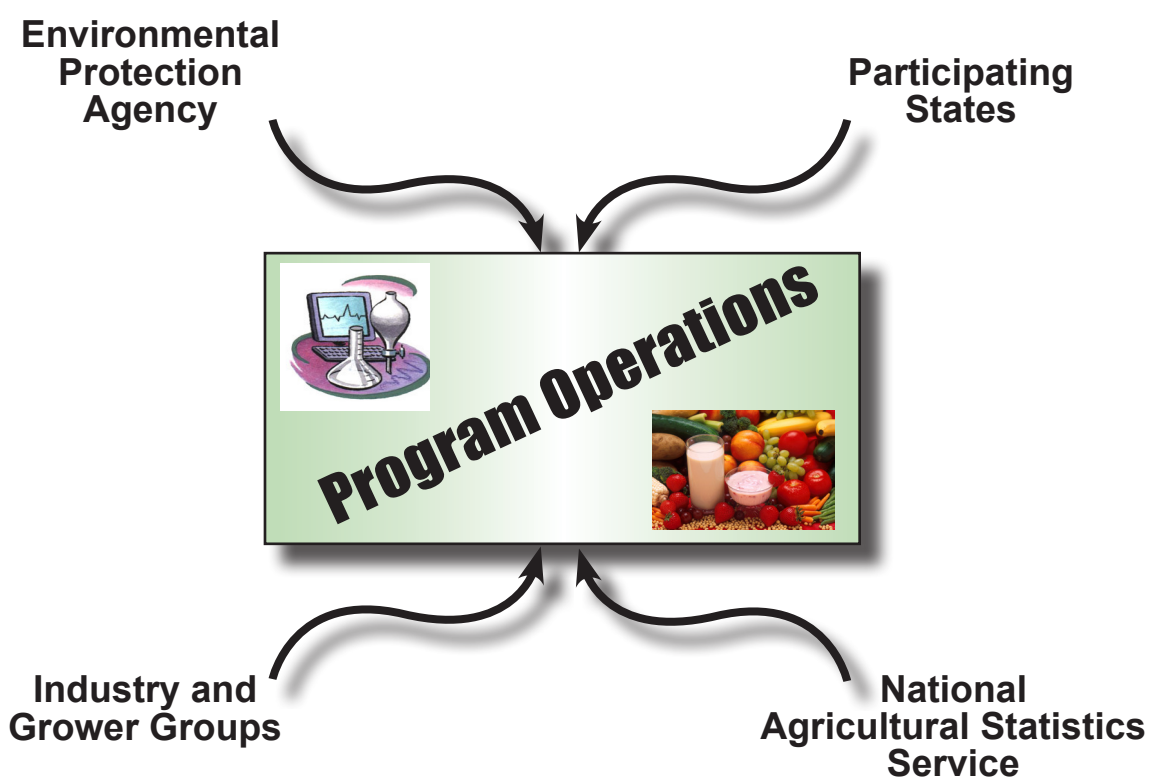 Environmental
Protection
Agency
Participating
States
Program Operations
Industry and
Grower Groups
National
Agricultural Statistics
Service